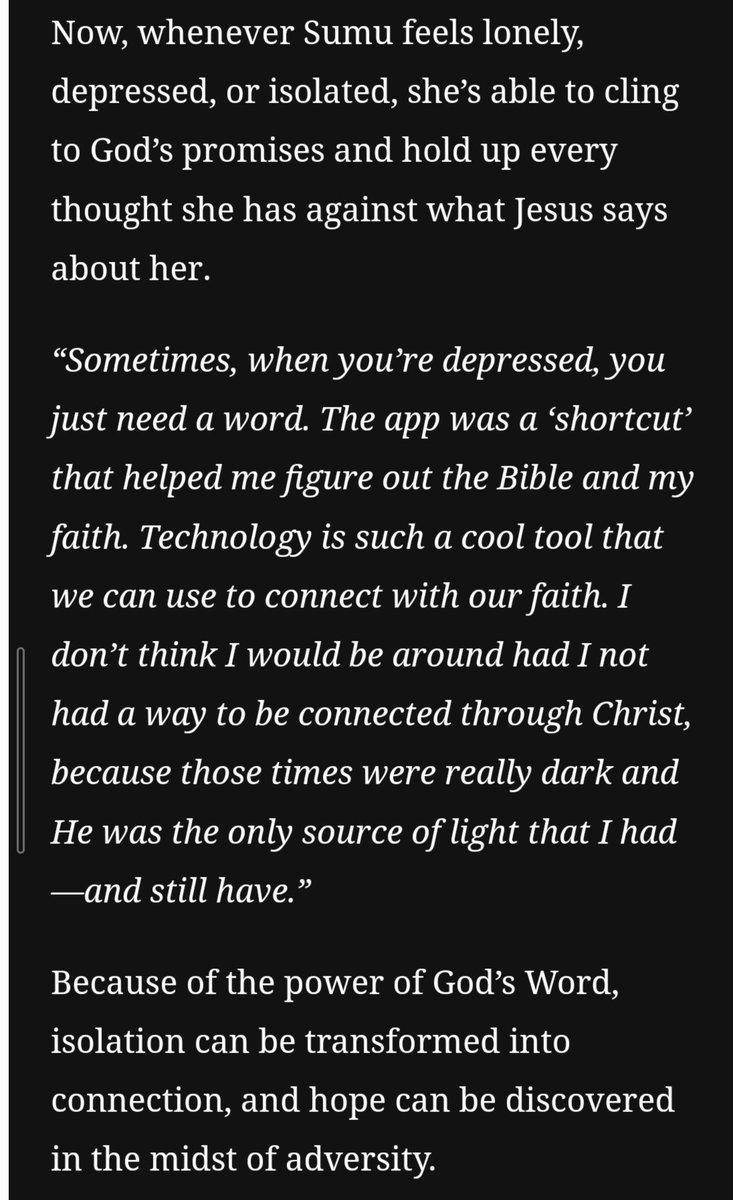 Now, whenever Sumu feels lonely,
depressed, or isolated, she’s able to cling
to God’s promises and hold up every
thought she has against what Jesus says
about her.
“Sometimes, when you’re depressed, you
just need a word. The app was a ‘shortcut’
that helped me figure out the Bible and my
faith. Technology is such a cool tool that
we can use to connect with our faith. I
don’t think I would be around had I not
had a way to be connected through Christ,
because those times were really dark and
He was the only source of light that I had
—and still have.”
Because of the power of God’s Word,
isolation can be transformed into
connection, and hope can be discovered
in the midst of adversity.